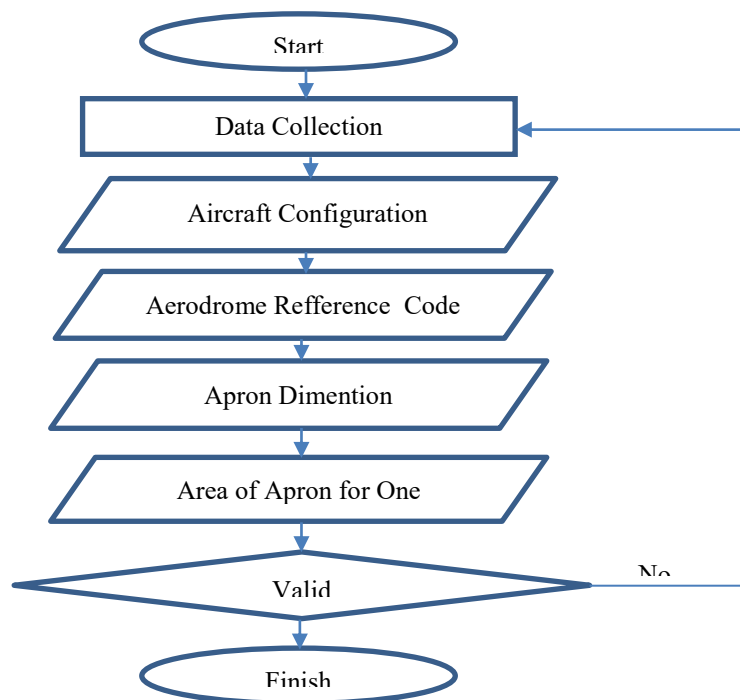 Start
Data Collection
Aircraft Configuration
Aerodrome Refference Code
Apron Dimention
Area of Apron for One
Valid
No
Finish